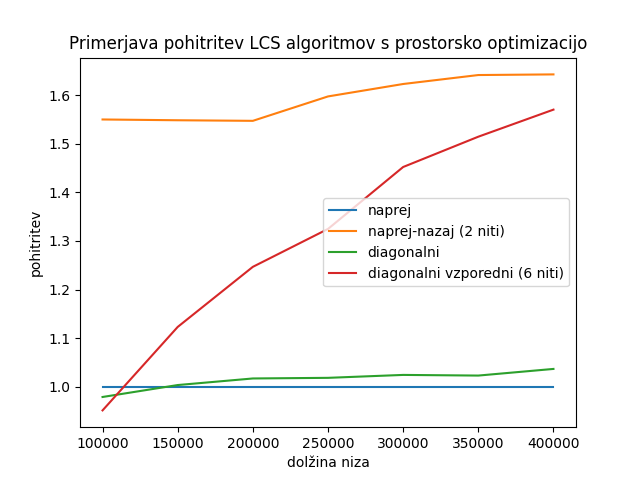 Primerjava pohitritev LCS algoritmov s prostorsko optimizacijo
pohitritev
1.6
1.5
1.4
1.3
1.2
1.1
1.0
naprej
naprej-nazaj (2 niti)
diagonalni
diagonalni vzporedni (6 niti)
100000 150000 200000 250000 300000 350000 400000
dolžina niza